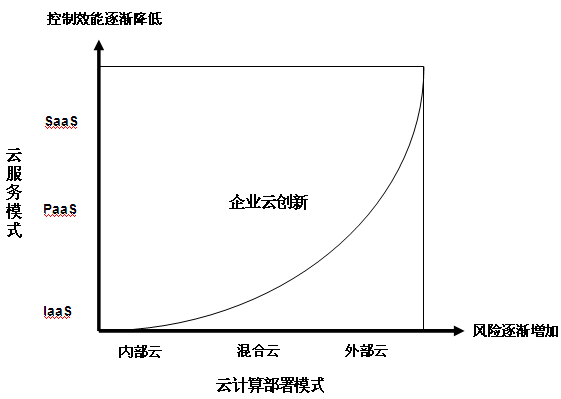 控制效能逐渐降低
SaaS
云服务模式
PaaS
企业云创新
IaaS
风险逐渐增加
内部云
混合云
外部云
云计算部署模式